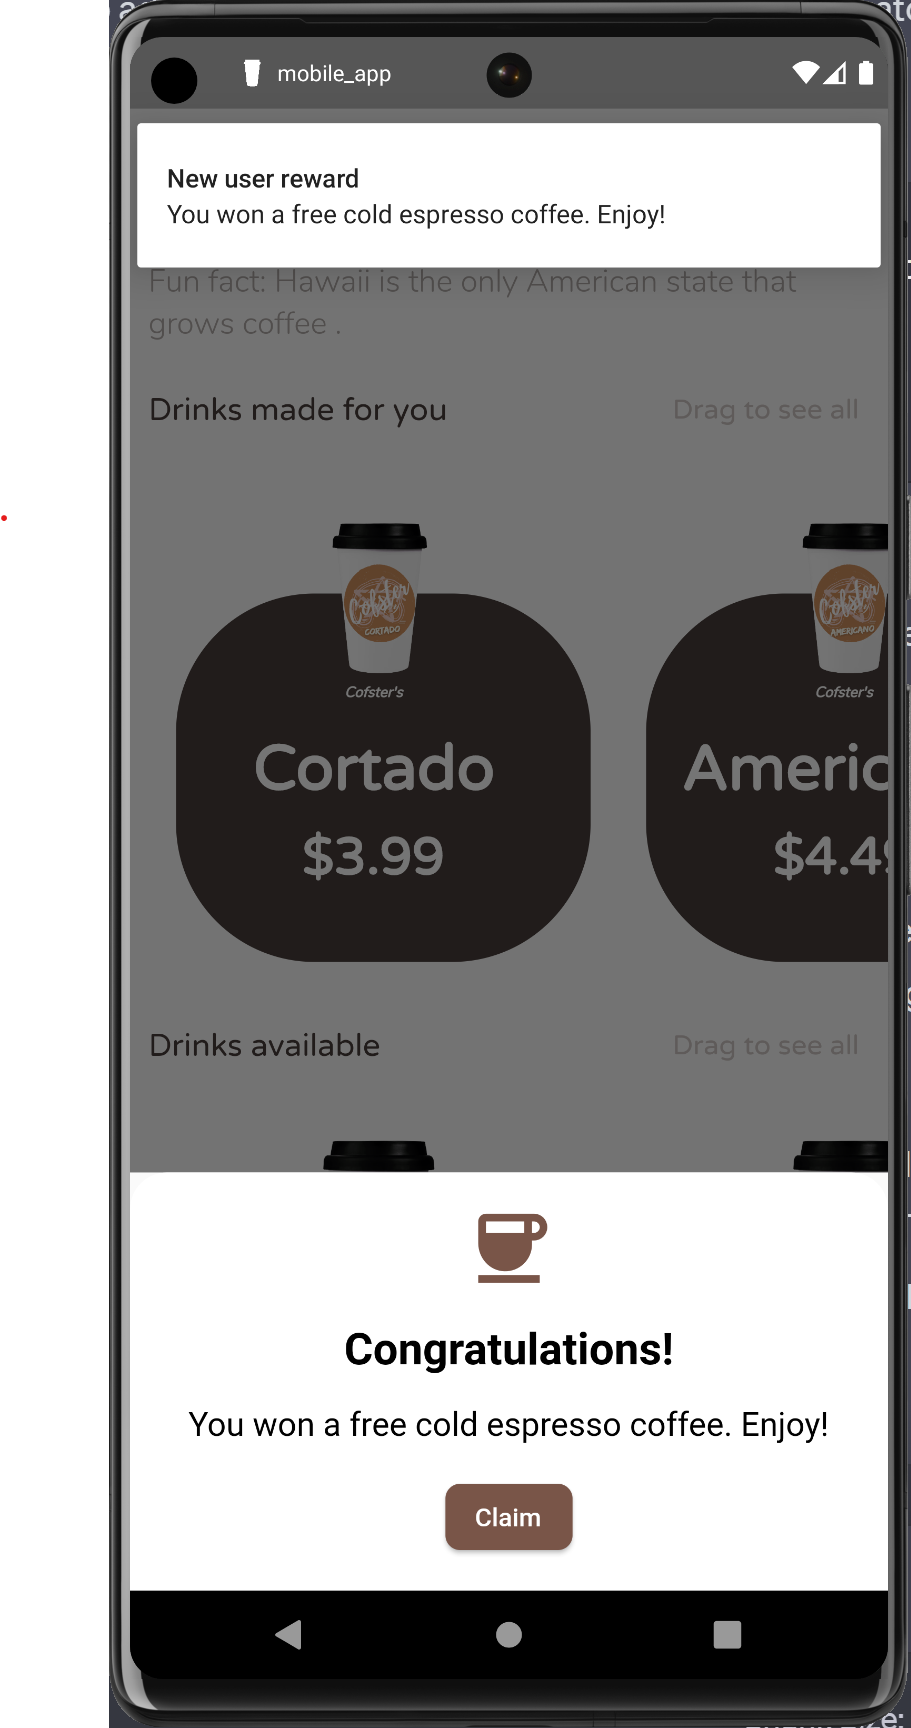 mobile_app
New user reward
You won a free cold espresso coffee. Enjoy!
Fun fact: Hawaii is the only American state that
grows coffee .
Drinks made for you
Drag to see all
Cofster
CORTADO
Cofster's
Cortado
$3.99
Cofster
AMERICANO
Cofster's
Americ
$4.49
Drinks available
Drag to see all
Congratulations!
You won a free cold espresso coffee. Enjoy!
Claim